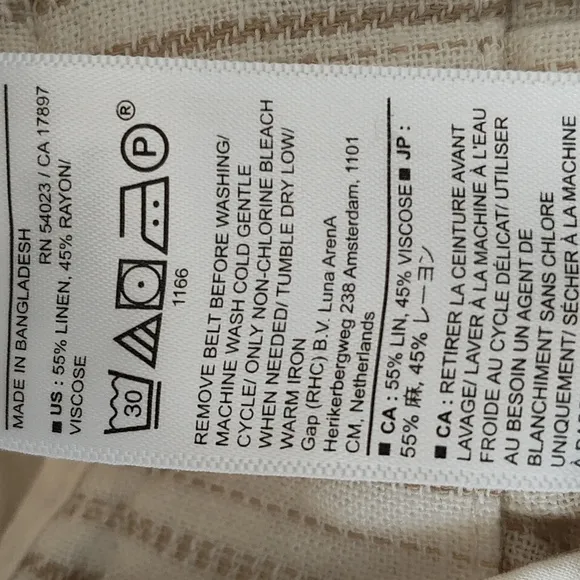 MADE IN BANGLADESH
RN 54023 / CA 17897
■ US : 55% LINEN, 45% RAYON/
VISCOSE
30
P
®
1166
REMOVE BELT BEFORE WASHING/
MACHINE WASH COLD GENTLE
CYCLE/ ONLY NON-CHLORINE BLEACH
WHEN NEEDED/ TUMBLE DRY LOW/
WARM IRON
Gap (RHC) B.V. Luna ArenA
Herikerbergweg 238 Amsterdam, 1101
CM, Netherlands
■ CA : 55% LIN, 45% VISCOSE ■ JP :
55% 麻, 45% レーヨン
■ CA : RETIRER LA CEINTURE AVANT
LAVAGE/ LAVER À LA MACHINE À L'EAU
FROIDE AU CYCLE DÉLICAT/ UTILISER
AU BESOIN UN AGENT DE
BLANCHIMENT SANS CHLORE
UNIQUEMENT/ SÉCHER À LA MACHINE